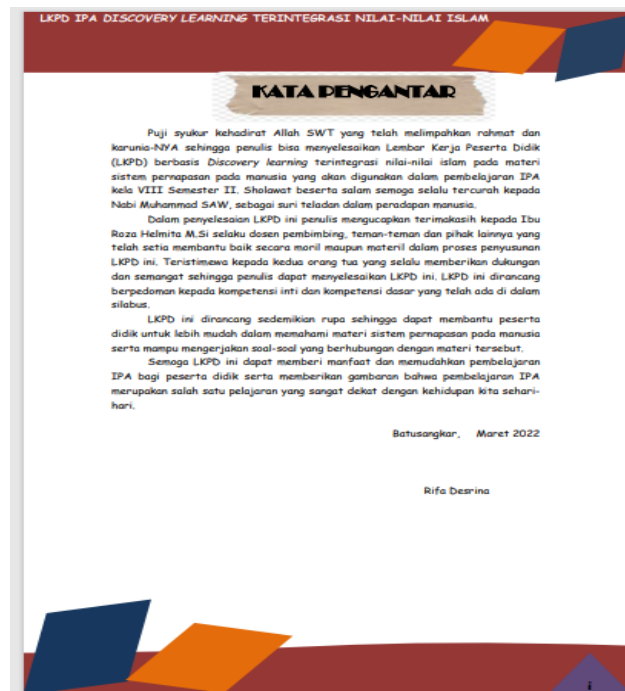 LKPD IPA DISCOVERY LEARNING TERINTEGRASI NILAI-NILAI ISLAM
KATA PENGANTAR
Puji syukur kehadirat Allah SWT yang telah melimpahkan rahmat dan
karunia-NYA sehingga penulis bisa menyelesaikan Lembar Kerja Peserta Didik
(LKPD) berbasis Discovery learning terintegrasi nilai-nilai islam pada materi
sistem pernapasan pada manusia yang akan digunakan dalam pembelajaran IPA
kela VIII Semester II. Sholawat beserta salam semoga selalu tercurah kepada
Nabi Muhammad SAW, sebagai suri teladan dalam peradapan manusia.
Dalam penyelesaian LKPD ini penulis mengucapkan terimakasih kepada Ibu
Roza Helmita M.Si selaku dosen pembimbing, teman-teman dan pihak lainnya yang
telah setia membantu baik secara moril maupun materil dalam proses penyusunan
LKPD ini. Teristimewa kepada kedua orang tua yang selalu memberikan dukungan
dan semangat sehingga penulis dapat menyelesaikan LKPD ini. LKPD ini dirancang
berpedoman kepada kompetensi inti dan kompetensi dasar yang telah ada di dalam
silabus.
LKPD ini dirancang sedemikian rupa sehingga dapat membantu peserta
didik untuk lebih mudah dalam memahami materi sistem pernapasan pada manusia
serta mampu mengerjakan soal-soal yang berhubungan dengan materi tersebut.
Semoga LKPD ini dapat memberi manfaat dan memudahkan pembelajaran
IPA bagi peserta didik serta memberikan gambaran bahwa pembelajaran IPA
merupakan salah satu pelajaran yang sangat dekat dengan kehidupan kita sehari-
hari.
Batusangkar, Maret 2022
Rifa Desrina
i